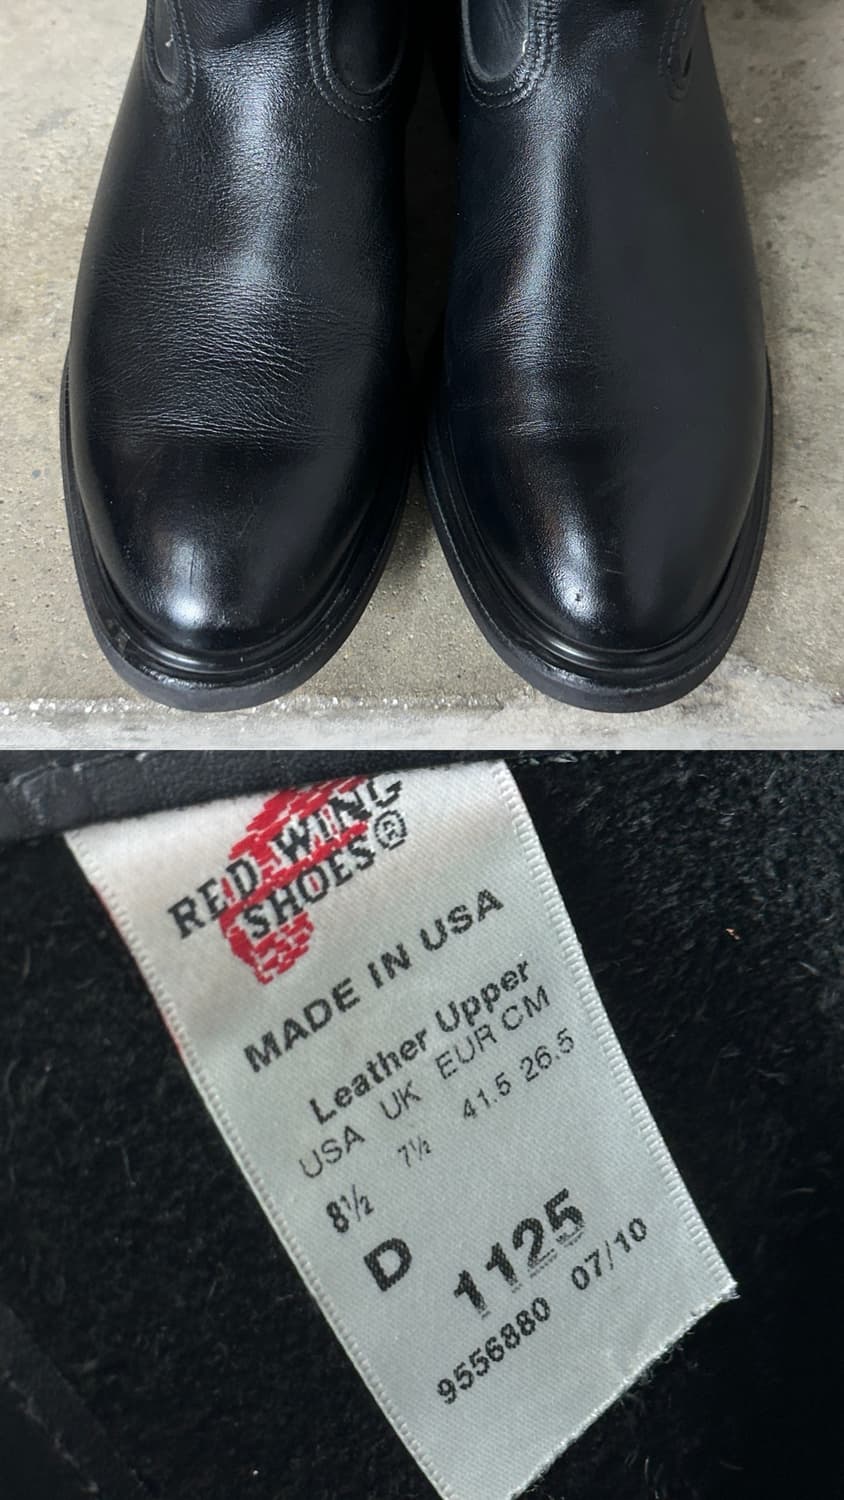 RED WING
SHOES®
MADE IN USA
Leather Upper
USA UK EUR CM
8½ 7½ 41.5 26.5
D 1125
9556880 07/10